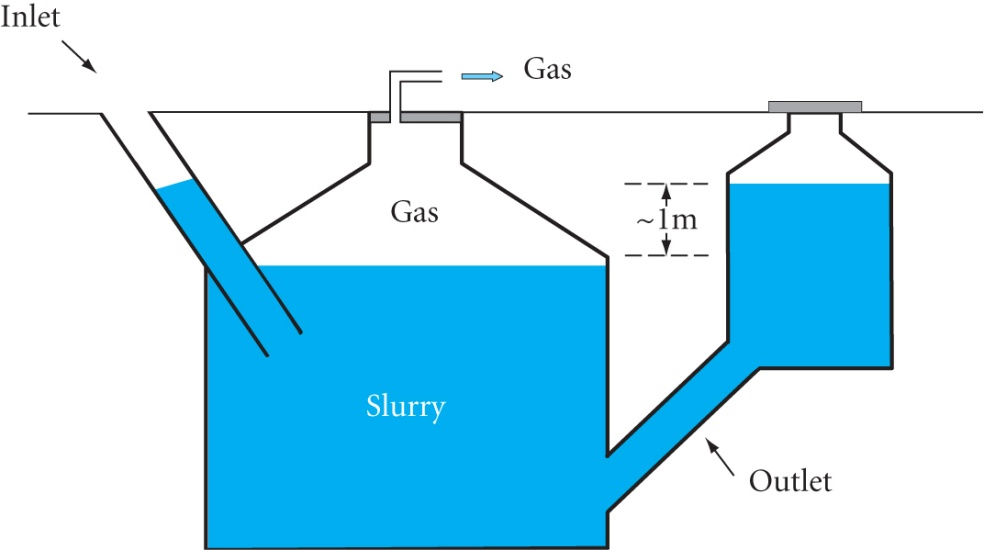 Inlet
Gas
Gas
~1m
Slurry
Outlet